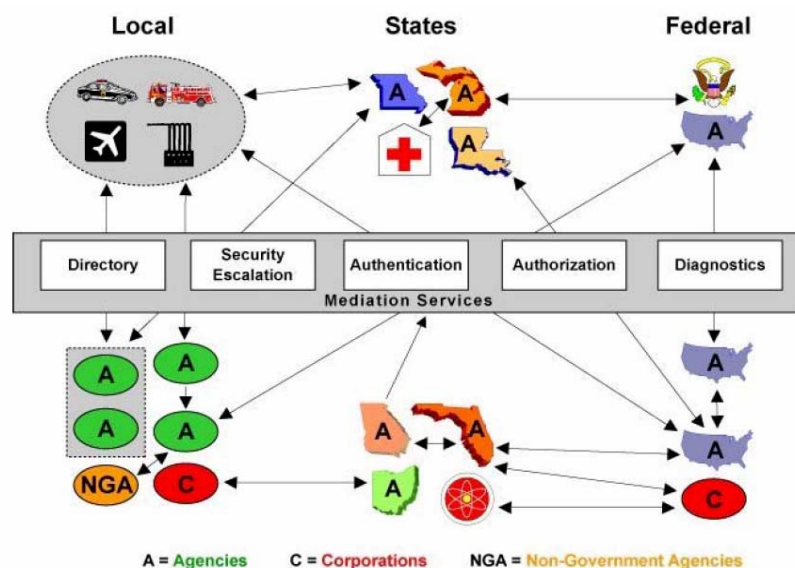 Local
States
Federal
A
A
A
A
Directory
Security
Escalation
Authentication
Authorization
Diagnostics
Mediation Services
A
A
A
A
A
A
A
A
NGA
C
A
C
A = Agencies
C = Corporations
NGA = Non-Government Agencies